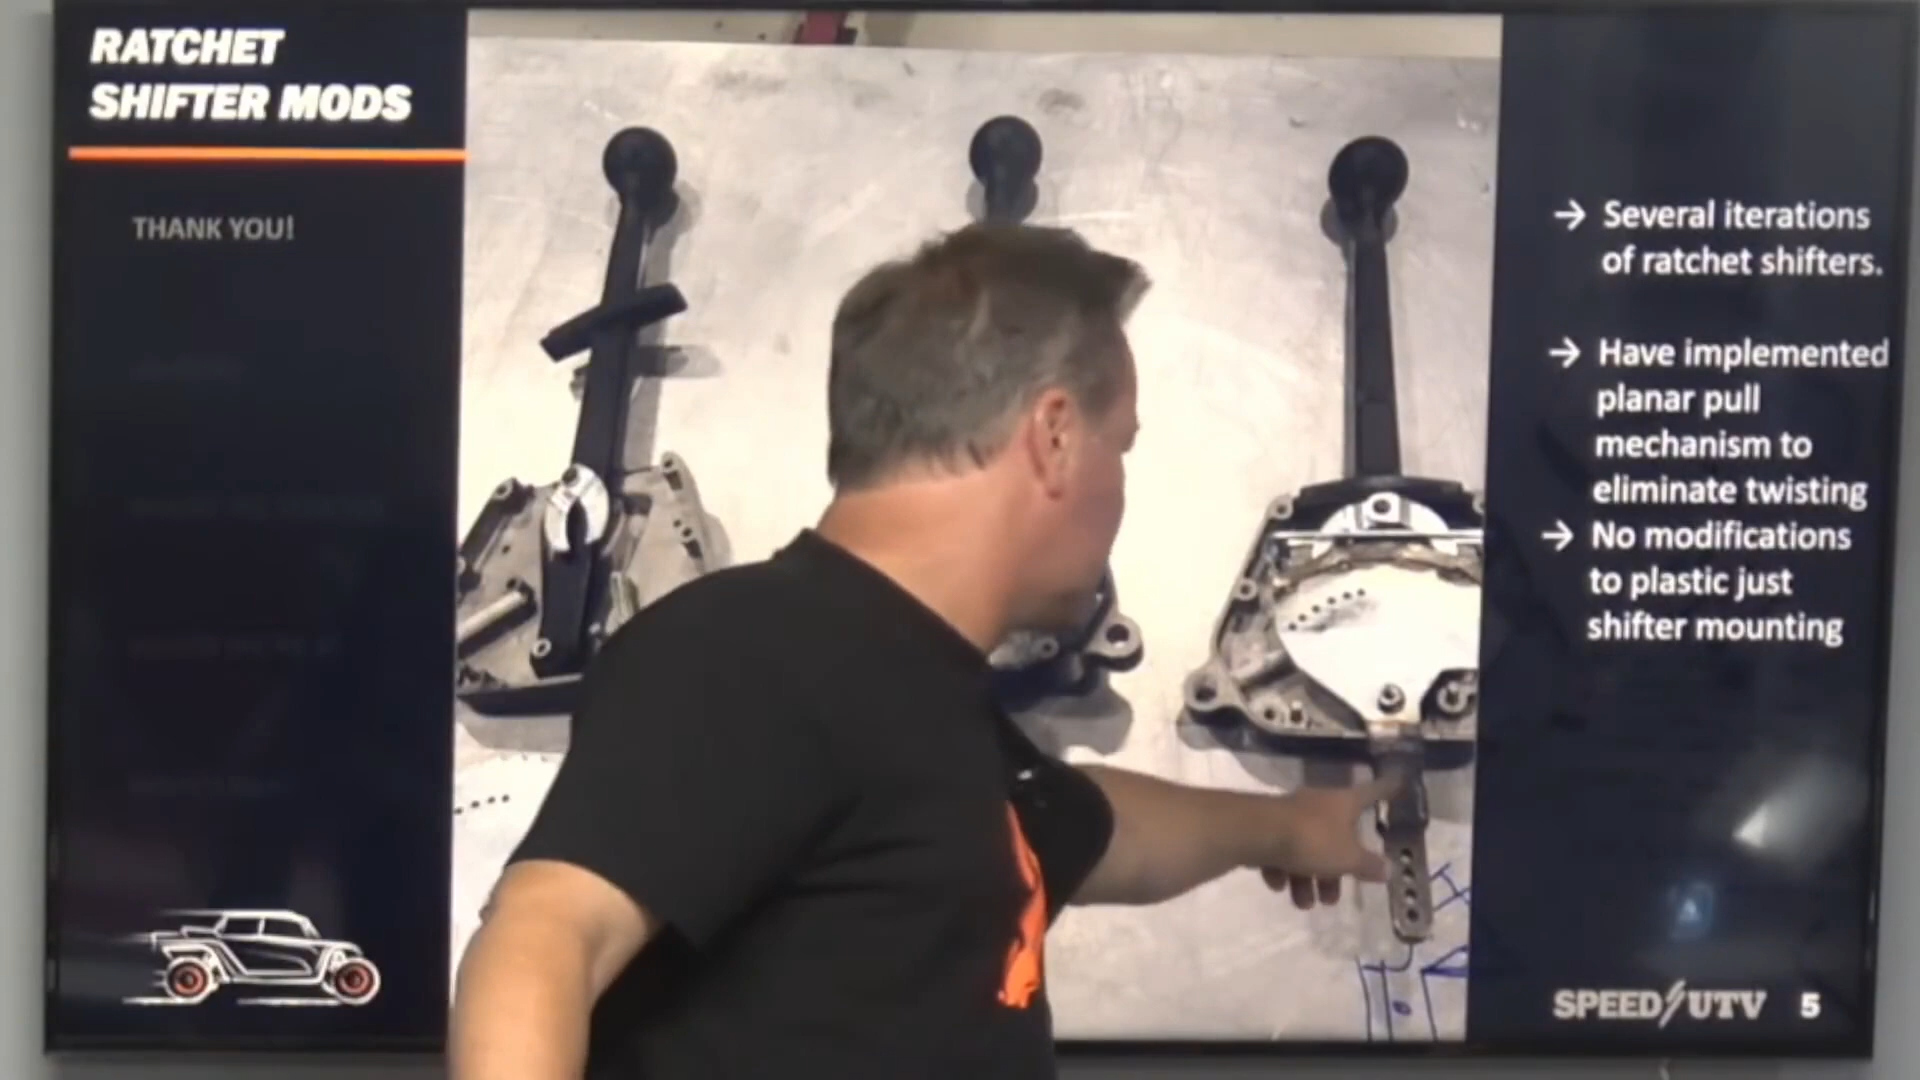 RATCHET
SHIFTER MODS
THANK YOU!
→ Several iterations
of ratchet shifters.
→ Have implemented
planar pull
mechanism to
eliminate twisting
→ No modifications
to plastic just
shifter mounting
SPEED UTV 5